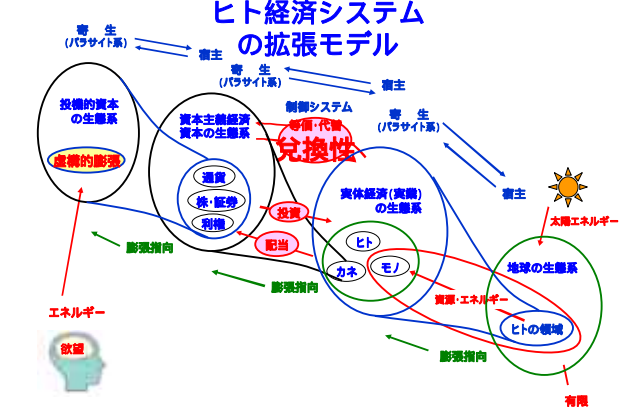 ヒト経済システム
の拡張モデル
寄　生
(パラサイト系)
宿主
寄　生
(パラサイト系)
宿主
投機的資本
の生態系
虚構的膨張
資本主義経済
資本の生態系
制御システム
等価・代替
兌換性
寄　生
(パラサイト系)
宿主
通貨
株・証券
利権
投資
配当
実体経済(実業)
の生態系
ヒト
カネ
モノ
太陽エネルギー
地球の生態系
資源・エネルギー
ヒトの領域
膨張指向
膨張指向
膨張指向
エネルギー
欲望
有限